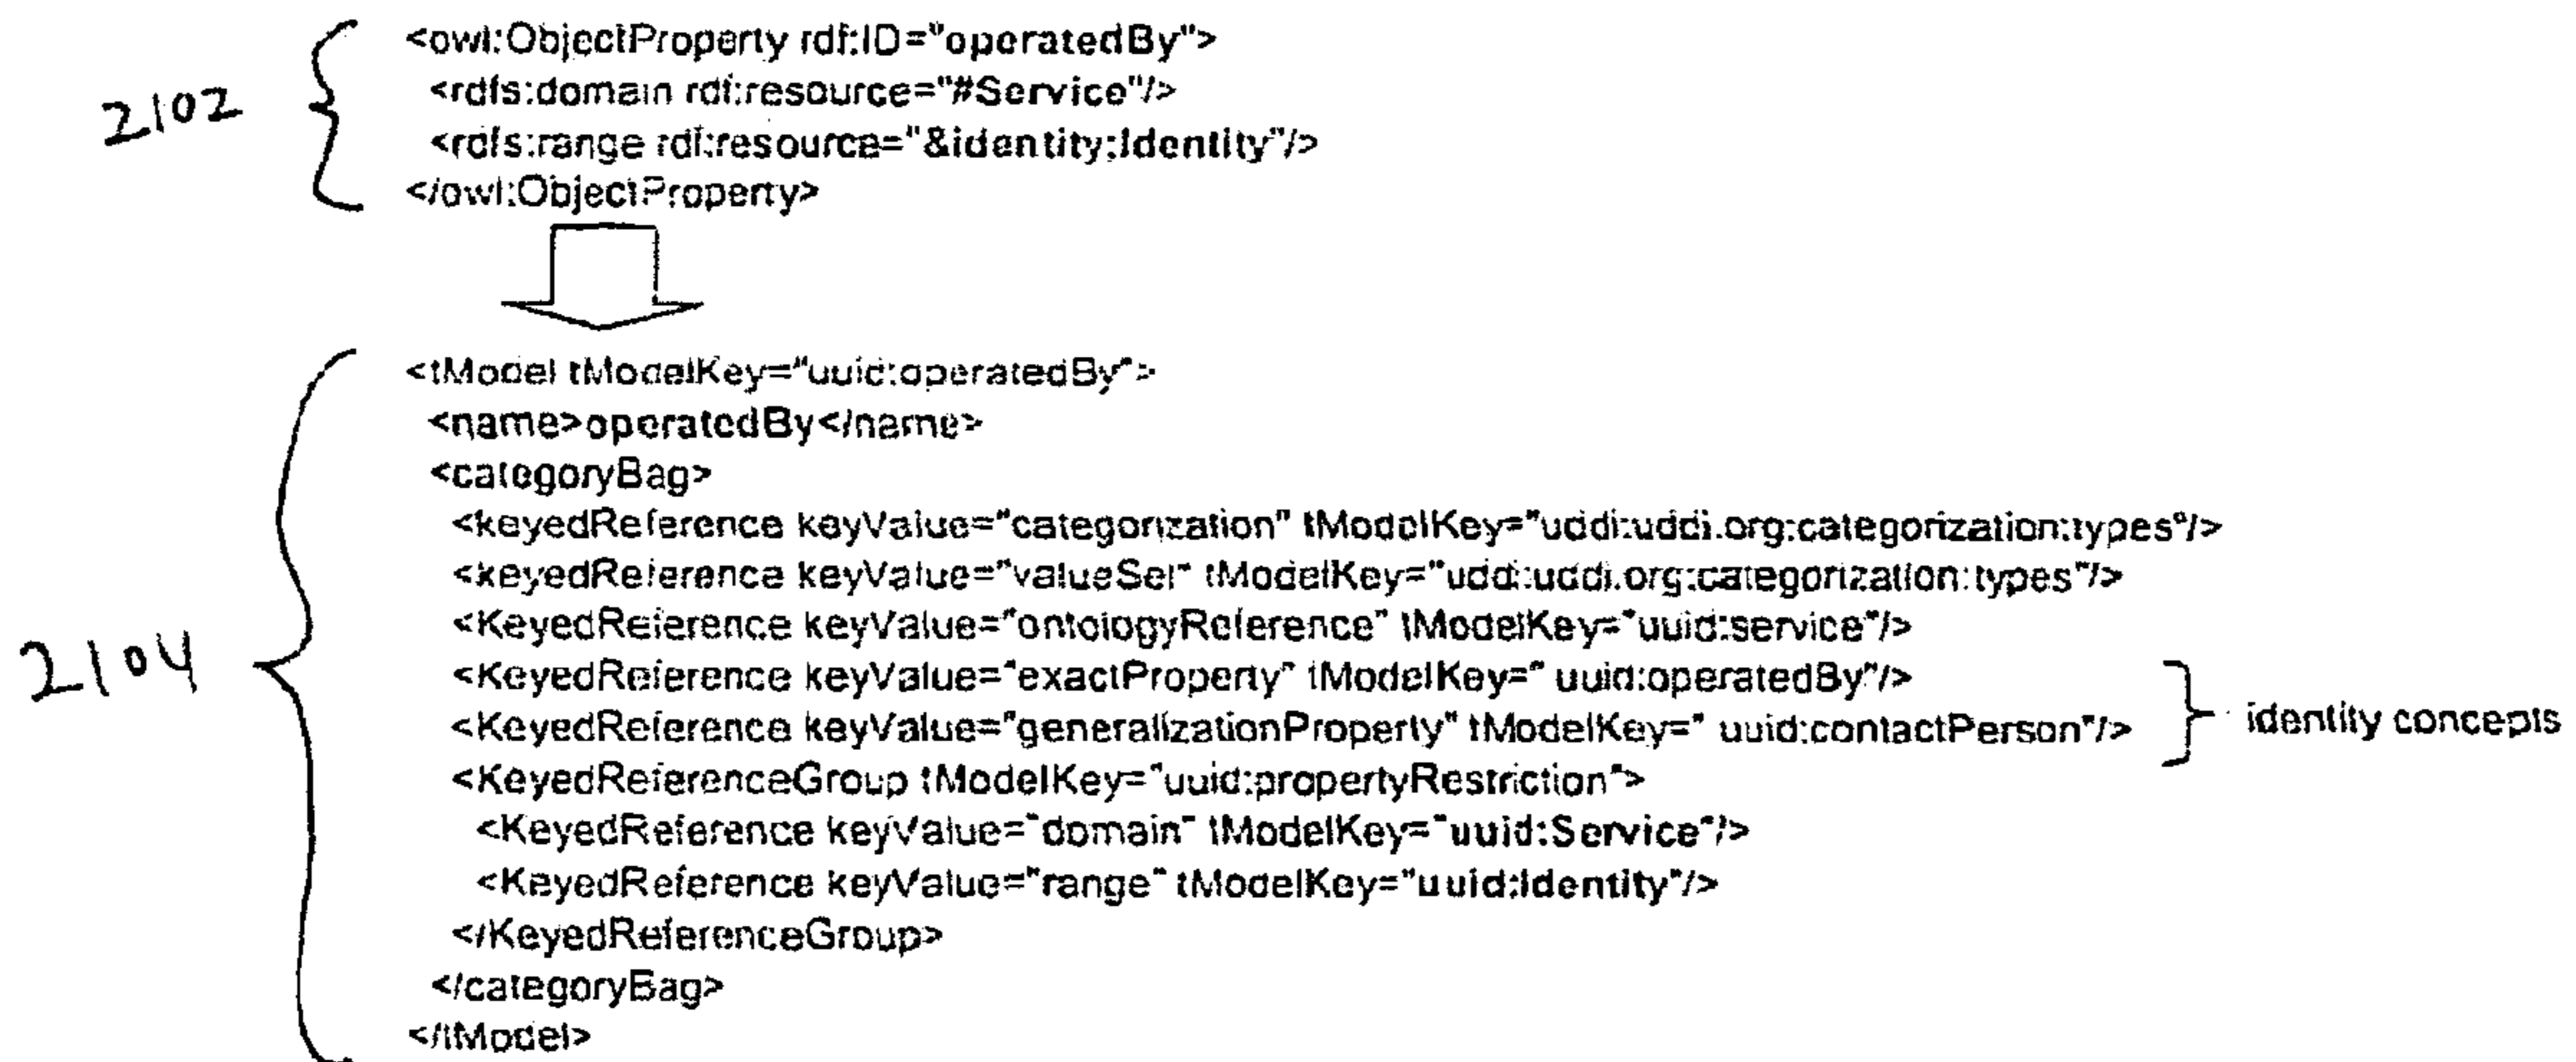 <owl:ObjectProperty rdf:ID="operatedBy">
<rdfs:domain rdf:resource="#Service"/>
2102
<rdfs:range rdf:resource="&identity;Identity"/>
</owl:ObjectProperty>
<tModel tModelKey="uuid:operatedBy">
<name>operatedBy</name>
<categoryBag>
<keyedReference keyValue="categorization" tModelKey="uddi:uddi.org:categorization:types"/>
<keyedReference keyValue="valueSet" tModelKey="uddi:uddi.org:categorization:types"/>
<KeyedReference keyValue="ontologyReference" tModelKey="uuid:service"/>
2104
<KeyedReference keyValue="exactProperty" tModelKey=" uuid:operatedBy"/>
<KeyedReference keyValue="generalizationProperty" tModelKey=" uuid:contactPerson"/>
identity concepts
<KeyedReferenceGroup tModelKey="uuid:propertyRestriction">
<KeyedReference keyValue="domain" tModelKey="uuid:Service"/>
<KeyedReference keyValue="range" tModelKey="uuid:Identity"/>
</KeyedReferenceGroup>
</categoryBag>
</tModel>